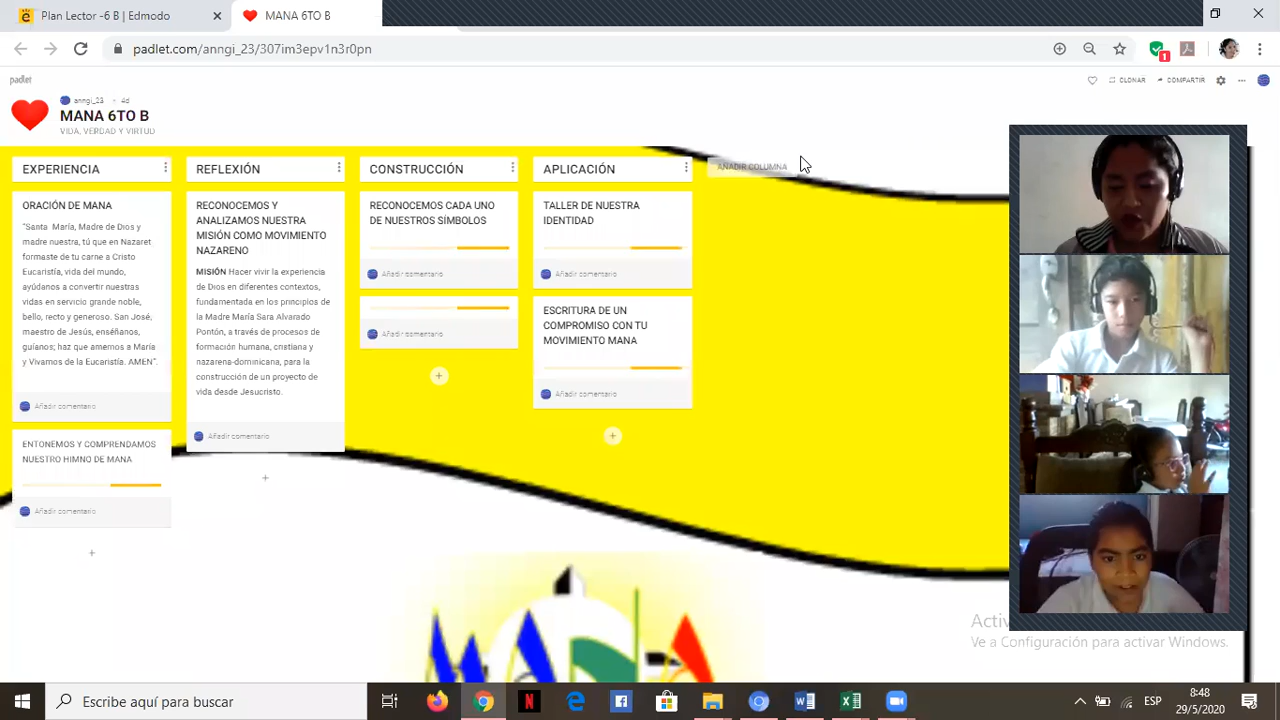 Plan Lector -6 B | Edmodo
MANA 6TO B
padlet.com/anngi_23/307im3epv1n3r0pn
1
padlet
CLONAR
COMPARTIR
anngi_23 • 4d
MANA 6TO B
VIDA, VERDAD Y VIRTUD
EXPERIENCIA
ORACIÓN DE MANA
"Santa María, Madre de Dios y
madre nuestra, tú que en Nazaret
formaste de tu carne a Cristo
Eucaristía, vida del mundo,
ayúdanos a convertir nuestras
vidas en servicio grande noble,
bello, recto y generoso. San José,
maestro de Jesús, enséñanos,
guíanos; haz que amemos a María
y Vivamos de la Eucaristía. AMEN".
Añadir comentario
ENTONEMOS Y COMPRENDAMOS
NUESTRO HIMNO DE MANA
Añadir comentario
REFLEXIÓN
RECONOCEMOS Y
ANALIZAMOS NUESTRA
MISIÓN COMO MOVIMIENTO
NAZARENO
MISIÓN Hacer vivir la experiencia
de Dios en diferentes contextos,
fundamentada en los principios de
la Madre María Sara Alvarado
Pontón, a través de procesos de
formación humana, cristiana y
nazarena-dominicana, para la
construcción de un proyecto de
vida desde Jesucristo.
Añadir comentario
CONSTRUCCIÓN
RECONOCEMOS CADA UNO
DE NUESTROS SÍMBOLOS
Añadir comentario
Añadir comentario
APLICACIÓN
TALLER DE NUESTRA
IDENTIDAD
Añadir comentario
ESCRITURA DE UN
COMPROMISO CON TU
MOVIMIENTO MANA
Añadir comentario
AÑADIR COLUMNA
Activ
Ve a Configuración para activar Windows.
Escribe aquí para buscar
ESP
8:48
29/5/2020